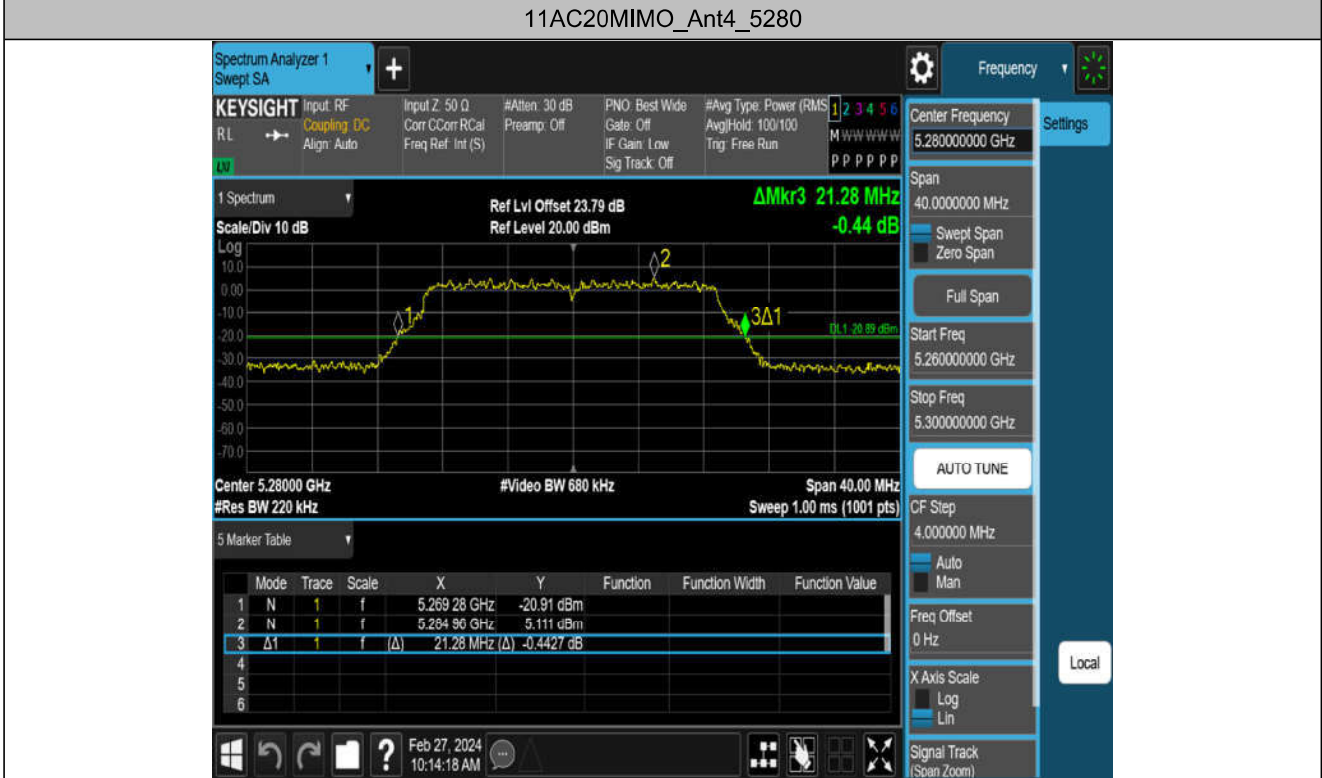 11AC20MIMO_Ant4_5280
Spectrum Analyzer 1
Swept SA
+
Frequency
KEYSIGHT
RL
LXI
Input: RF
Coupling: DC
Align: Auto
Input Z: 50 Ω
Corr CCorr RCal
Freq Ref: Int (S)
#Atten: 30 dB
Preamp: Off
PNO: Best Wide
Gate: Off
IF Gain: Low
Sig Track: Off
#Avg Type: Power (RMS
Avg|Hold: 100/100
Trig: Free Run
1 2 3 4 5 6
M W W W W W
P P P P P P
1 Spectrum
Scale/Div 10 dB
Ref Lvl Offset 23.79 dB
Ref Level 20.00 dBm
ΔMkr3 21.28 MHz
-0.44 dB
Log
10.0
0.00
-10.0
-20.0
-30.0
-40.0
-50.0
-60.0
-70.0
1
2
3Δ1
DL1 -20.89 dBm
Center 5.28000 GHz
#Video BW 680 kHz
Span 40.00 MHz
#Res BW 220 kHz
Sweep 1.00 ms (1001 pts)
5 Marker Table
Mode Trace Scale X Y Function Function Width Function Value
1 N 1 f 5.269 28 GHz -20.91 dBm
2 N 1 f 5.284 96 GHz 5.111 dBm
3 Δ1 1 f (Δ) 21.28 MHz (Δ) -0.4427 dB
4
5
6
?
Feb 27, 2024
10:14:18 AM
Center Frequency
5.280000000 GHz
Settings
Span
40.0000000 MHz
Swept Span
Zero Span
Full Span
Start Freq
5.260000000 GHz
Stop Freq
5.300000000 GHz
AUTO TUNE
CF Step
4.000000 MHz
Auto
Man
Freq Offset
0 Hz
X Axis Scale
Log
Lin
Local
Signal Track
(Span Zoom)